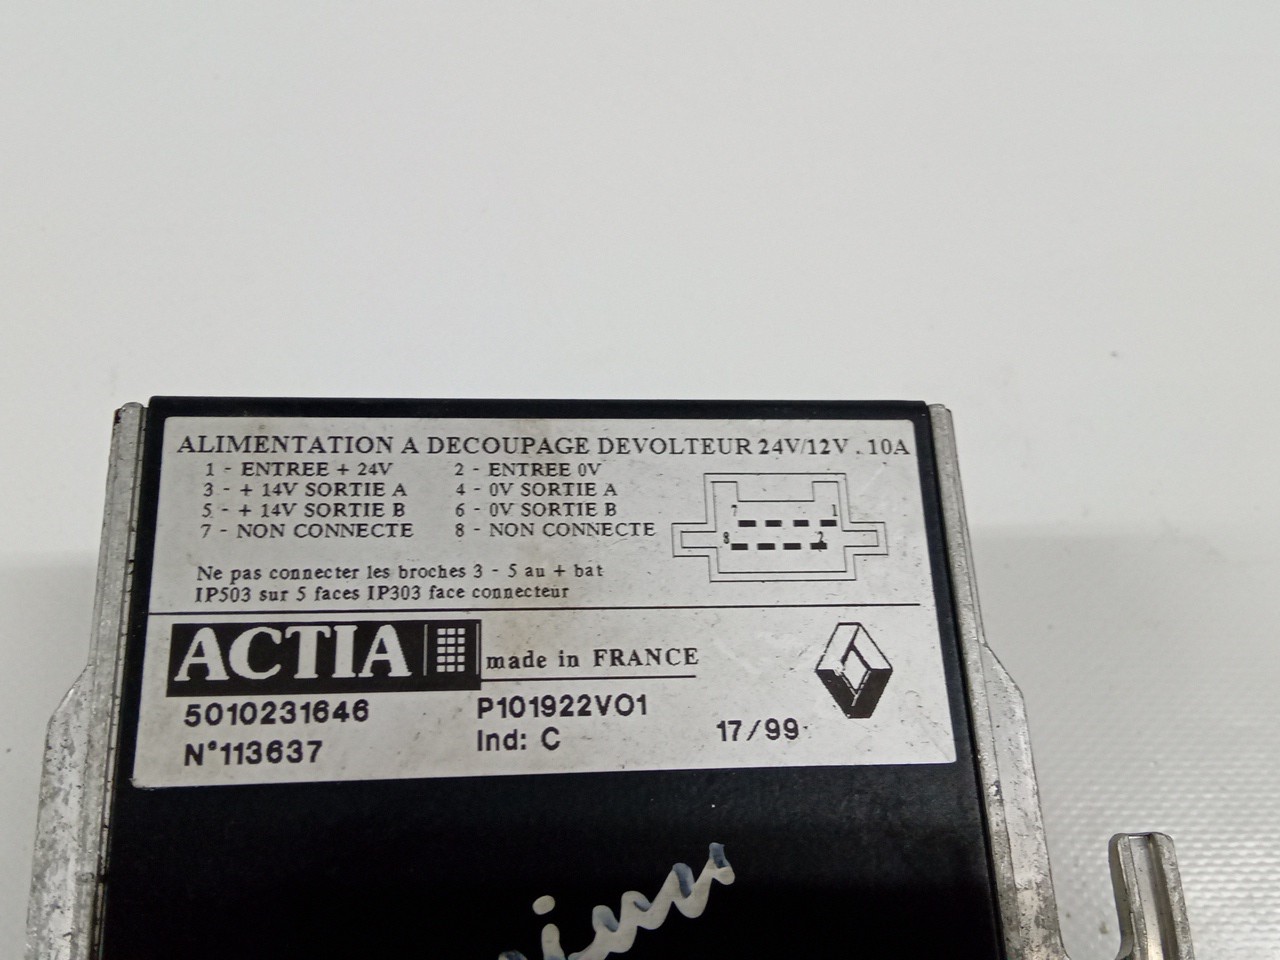 ALIMENTATION A DECOUPAGE DEVOLTEUR 24V/12V . 10A
1 - ENTREE + 24V 2 - ENTREE 0V
3 - + 14V SORTIE A 4 - 0V SORTIE A
5 - + 14V SORTIE B 6 - 0V SORTIE B
7 - NON CONNECTE 8 - NON CONNECTE
7 1
8 2
Ne pas connecter les broches 3 - 5 au + bat
IP503 sur 5 faces IP303 face connecteur
ACTIA made in FRANCE
5010231646 P101922V01
N°113637 Ind: C 17/99